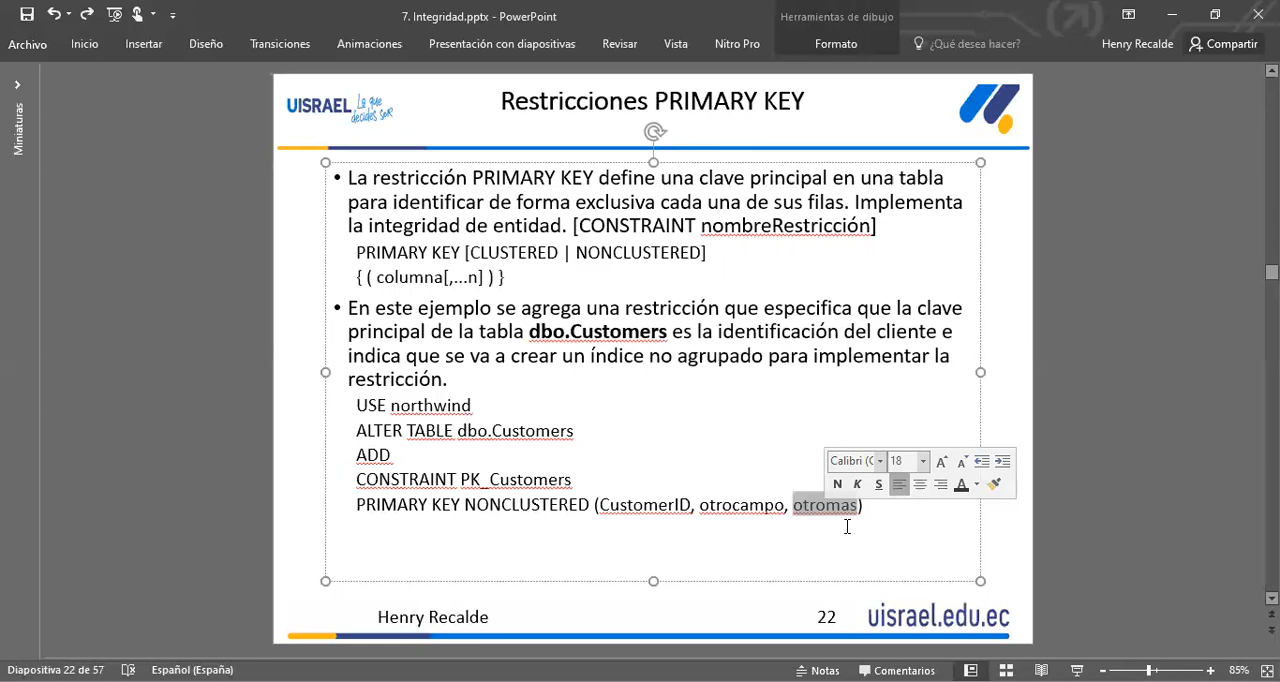 7. Integridad.pptx - PowerPoint
Herramientas de dibujo
Archivo Inicio Insertar Diseño Transiciones Animaciones Presentación con diapositivas Revisar Vista Nitro Pro Formato ¿Qué desea hacer? Henry Recalde Compartir
Miniaturas
UISRAEL La que decides ser
Restricciones PRIMARY KEY
• La restricción PRIMARY KEY define una clave principal en una tabla
para identificar de forma exclusiva cada una de sus filas. Implementa
la integridad de entidad. [CONSTRAINT nombreRestricción]
PRIMARY KEY [CLUSTERED | NONCLUSTERED]
{ ( columna[,...n] ) }
• En este ejemplo se agrega una restricción que especifica que la clave
principal de la tabla dbo.Customers es la identificación del cliente e
indica que se va a crear un índice no agrupado para implementar la
restricción.
USE northwind
ALTER TABLE dbo.Customers
ADD
CONSTRAINT PK_Customers
PRIMARY KEY NONCLUSTERED (CustomerID, otrocampo, otromas)
Calibri (C 18 A A
N K S A
Henry Recalde 22 uisrael.edu.ec
Diapositiva 22 de 57 Español (España) Notas Comentarios 85%